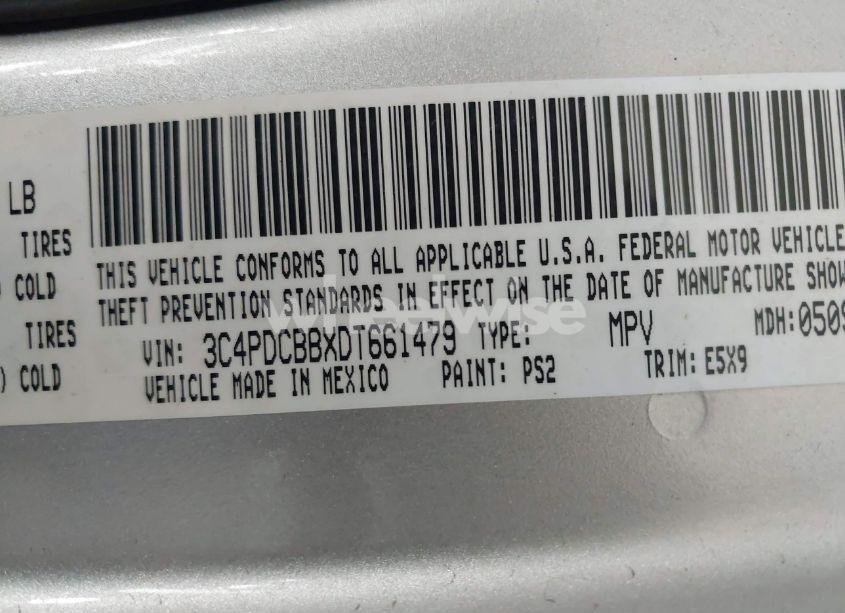 LB
TIRES
COLD
TIRES
) COLD
THIS VEHICLE CONFORMS TO ALL APPLICABLE U.S.A. FEDERAL MOTOR VEHICLE
THEFT PREVENTION STANDARDS IN EFFECT ON THE DATE OF MANUFACTURE SHOW
VIN: 3C4PDCBBXDT661479 TYPE: MPV MDH: 0509
VEHICLE MADE IN MEXICO PAINT: PS2 TRIM: E5X9
wheelwise